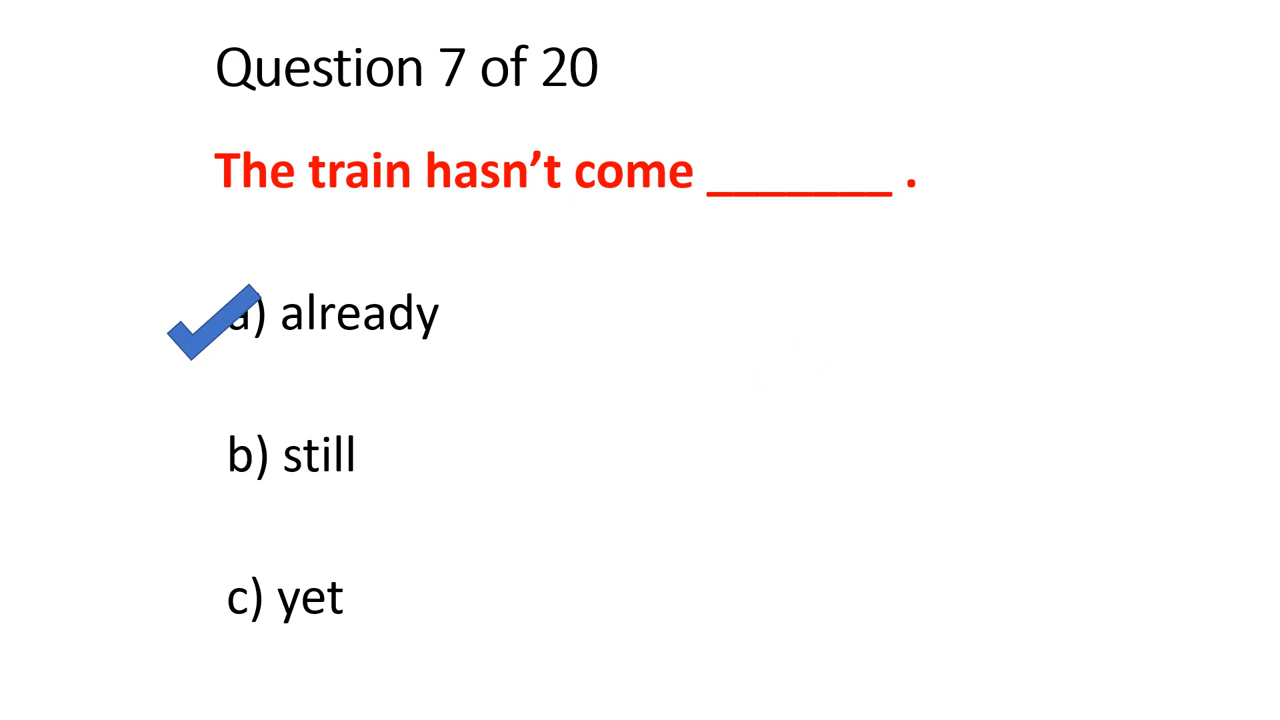 Question 7 of 20
The train hasn’t come _______ .
a) already
b) still
c) yet